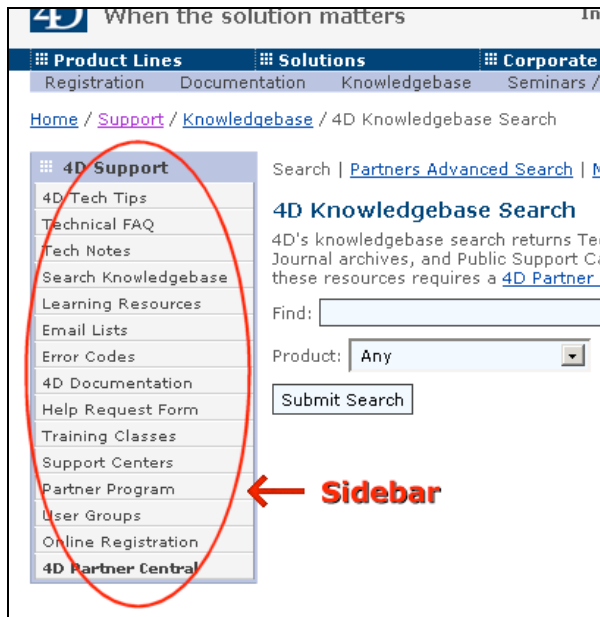 4D When the solution matters In
Product Lines Solutions Corporate
Registration Documentation Knowledgebase Seminars /
Home / Support / Knowledgebase / 4D Knowledgebase Search
4D Support
4D Tech Tips
Technical FAQ
Tech Notes
Search Knowledgebase
Learning Resources
Email Lists
Error Codes
4D Documentation
Help Request Form
Training Classes
Support Centers
Partner Program
User Groups
Online Registration
4D Partner Central
Search | Partners Advanced Search |
4D Knowledgebase Search
4D's knowledgebase search returns
Journal archives, and Public Support
these resources requires a 4D Partner
Find:
Product: Any
Submit Search
Sidebar